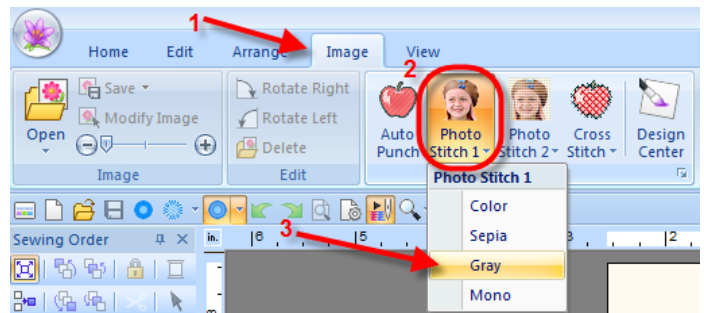 1
Home Edit Arrange Image View
2
Save
Modify Image
Open
Image
Rotate Right
Rotate Left
Delete
Edit
Auto Punch
Photo Stitch 1
Photo Stitch 2
Cross Stitch
Design Center
Photo Stitch 1
Color
Sepia
Gray
Mono
3
Sewing Order
in. 6 5 3 2